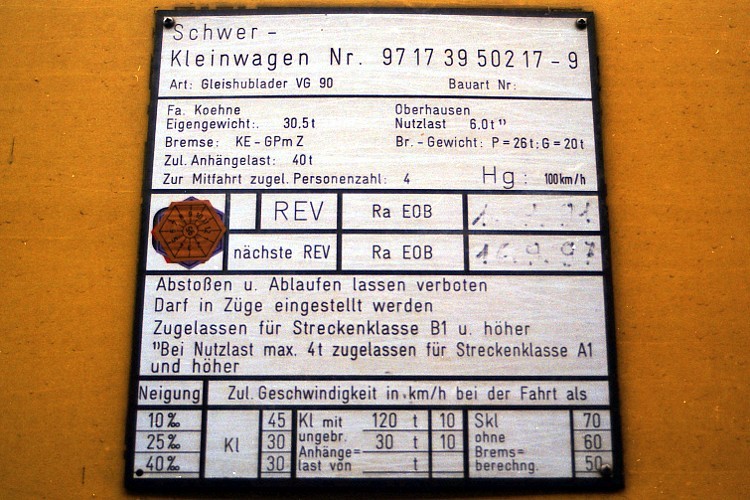 Schwer-
Kleinwagen Nr. 97 17 39 502 17 - 9
Art: Gleishublader VG 90 Bauart Nr:
Fa. Koehne Oberhausen
Eigengewicht:. 30,5t Nutzlast 6.0t ¹⁾
Bremse: KE-GPmZ Br.-Gewicht: P=26t; G=20t
Zul. Anhängelast: 40t
Zur Mitfahrt zugel. Personenzahl: 4 Hg: 100km/h
REV Ra EOB
nächste REV Ra EOB 16.9.97
Abstoßen u. Ablaufen lassen verboten
Darf in Züge eingestellt werden
Zugelassen für Streckenklasse B1 u. höher
¹⁾Bei Nutzlast max. 4t zugelassen für Streckenklasse A1
und höher
Neigung Zul. Geschwindigkeit in km/h bei der Fahrt als
10‰ 45 Kl mit 120 t 10 Skl 70
25‰ Kl 30 ungebr. 30 t 10 ohne 60
Anhänge= Brems=
40‰ 30 last von t berechng. 50